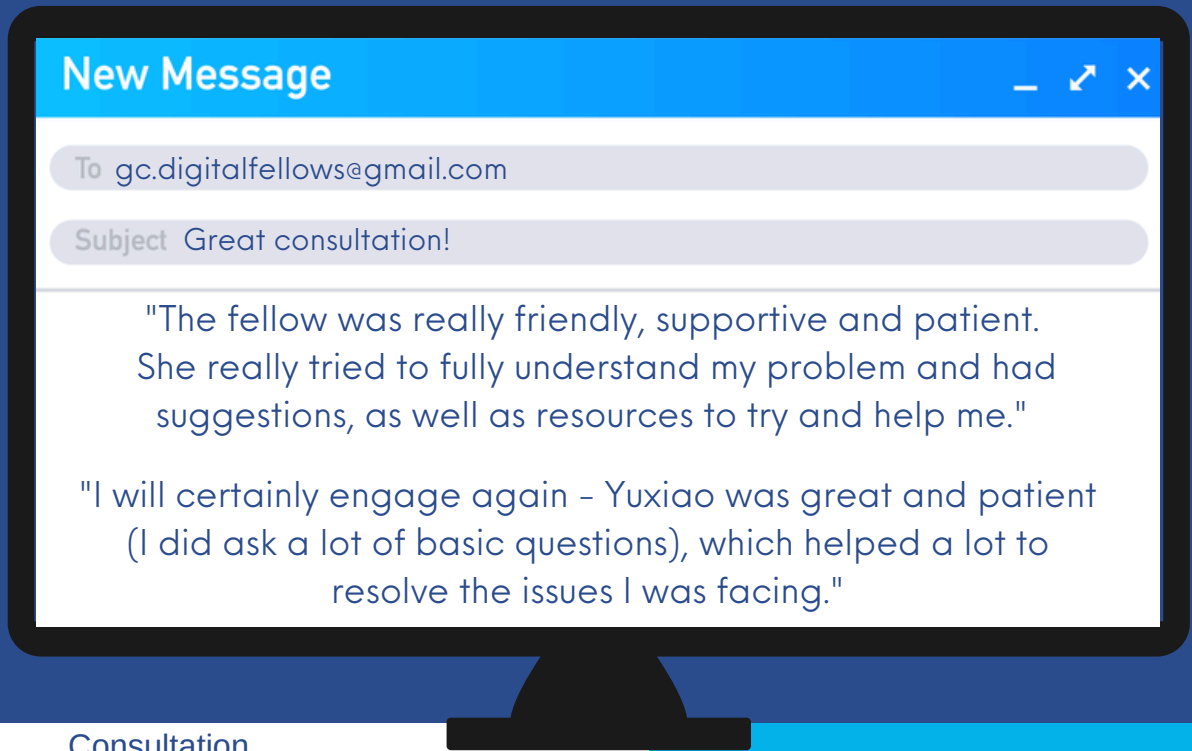 New Message
To gc.digitalfellows@gmail.com
Subject Great consultation!
"The fellow was really friendly, supportive and patient.
She really tried to fully understand my problem and had
suggestions, as well as resources to try and help me."
"I will certainly engage again - Yuxiao was great and patient
(I did ask a lot of basic questions), which helped a lot to
resolve the issues I was facing."
Consultation